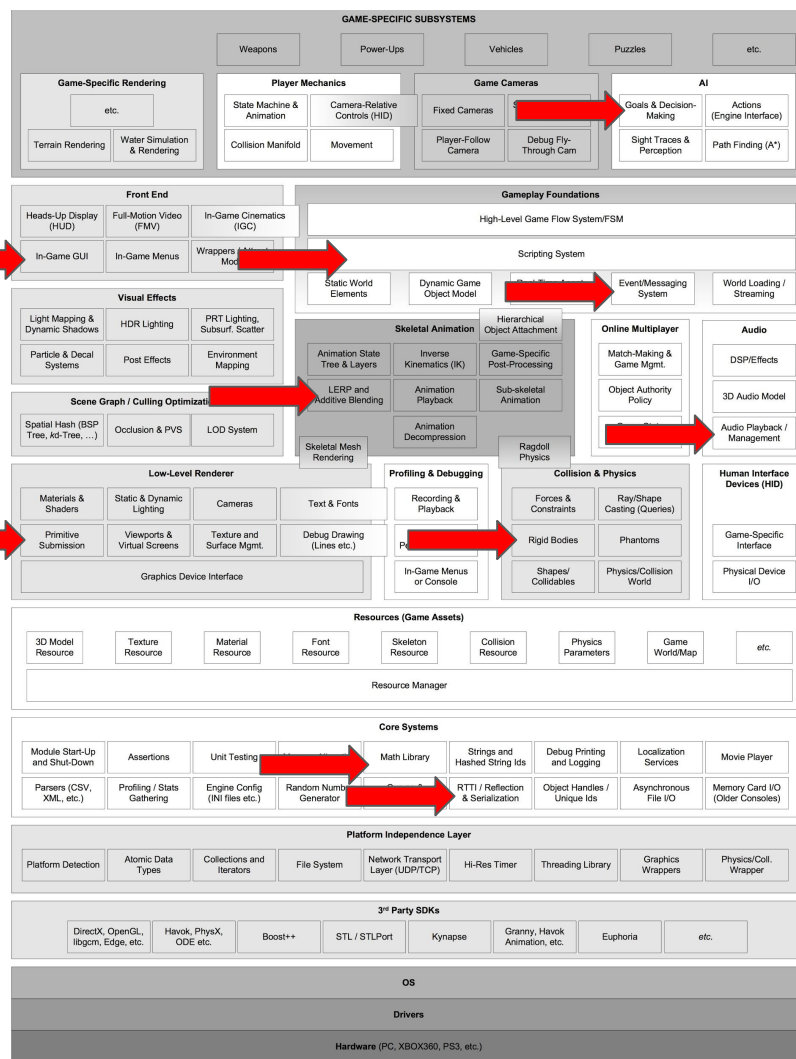 GAME-SPECIFIC SUBSYSTEMS
Weapons
Power-Ups
Vehicles
Puzzles
etc.
Game-Specific Rendering
etc.
Terrain Rendering
Water Simulation
& Rendering
Player Mechanics
State Machine &
Animation
Camera-Relative
Controls (HID)
Collision Manifold
Movement
Game Cameras
Fixed Cameras
Player-Follow
Camera
Debug Fly-
Through Cam
AI
Goals & Decision-
Making
Actions
(Engine Interface)
Sight Traces &
Perception
Path Finding (A*)
Front End
Heads-Up Display
(HUD)
Full-Motion Video
(FMV)
In-Game Cinematics
(IGC)
In-Game GUI
In-Game Menus
Wrappers /
Gameplay Foundations
High-Level Game Flow System/FSM
Scripting System
Static World
Elements
Dynamic Game
Object Model
Event/Messaging
System
World Loading /
Streaming
Visual Effects
Light Mapping &
Dynamic Shadows
HDR Lighting
PRT Lighting,
Subsurf. Scatter
Particle & Decal
Systems
Post Effects
Environment
Mapping
Skeletal Animation
Hierarchical
Object Attachment
Animation State
Tree & Layers
Inverse
Kinematics (IK)
Game-Specific
Post-Processing
LERP and
Additive Blending
Animation
Playback
Sub-skeletal
Animation
Animation
Decompression
Skeletal Mesh
Rendering
Ragdoll
Physics
Online Multiplayer
Match-Making &
Game Mgmt.
Object Authority
Policy
Audio
DSP/Effects
3D Audio Model
Audio Playback /
Management
Scene Graph / Culling
Spatial Hash (BSP
Tree, kd-Tree, …)
Occlusion & PVS
LOD System
Low-Level Renderer
Materials &
Shaders
Static & Dynamic
Lighting
Cameras
Text & Fonts
Primitive
Submission
Viewports &
Virtual Screens
Texture and
Surface Mgmt.
Debug Drawing
(Lines etc.)
Graphics Device Interface
Profiling & Debugging
Recording &
Playback
In-Game Menus
or Console
Collision & Physics
Forces &
Constraints
Ray/Shape
Casting (Queries)
Rigid Bodies
Phantoms
Shapes/
Collidables
Physics/Collision
World
Human Interface
Devices (HID)
Game-Specific
Interface
Physical Device
I/O
Resources (Game Assets)
3D Model
Resource
Texture
Resource
Material
Resource
Font
Resource
Skeleton
Resource
Collision
Resource
Physics
Parameters
Game
World/Map
etc.
Resource Manager
Core Systems
Module Start-Up
and Shut-Down
Assertions
Unit Testing
Math Library
Strings and
Hashed String Ids
Debug Printing
and Logging
Localization
Services
Movie Player
Parsers (CSV,
XML, etc.)
Profiling / Stats
Gathering
Engine Config
(INI files etc.)
Random Number
Generator
RTTI / Reflection
& Serialization
Object Handles /
Unique Ids
Asynchronous
File I/O
Memory Card I/O
(Older Consoles)
Platform Independence Layer
Platform Detection
Atomic Data
Types
Collections and
Iterators
File System
Network Transport
Layer (UDP/TCP)
Hi-Res Timer
Threading Library
Graphics
Wrappers
Physics/Coll.
Wrapper
3rd Party SDKs
DirectX, OpenGL,
libgcm, Edge, etc.
Havok, PhysX,
ODE etc.
Boost++
STL / STLPort
Kynapse
Granny, Havok
Animation, etc.
Euphoria
etc.
OS
Drivers
Hardware (PC, XBOX360, PS3, etc.)